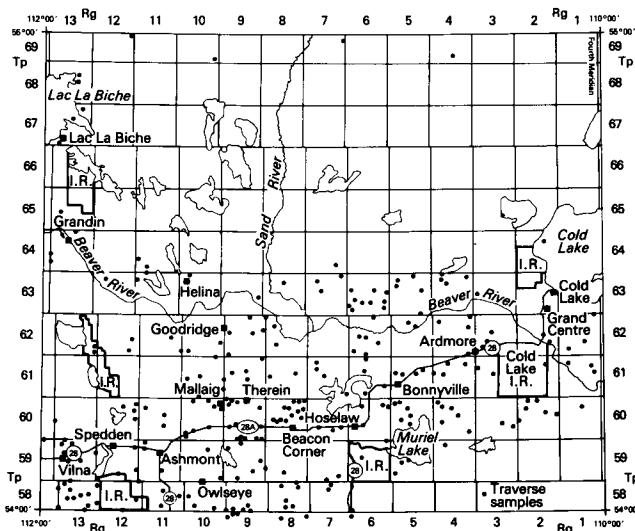 112°00' Rg Rg 110°00'
13 12 11 10 9 8 7 6 5 4 3 2 1
55°00'
69 69
Tp Tp
Fourth Meridian
68 68
Lac La Biche
67 67
Lac La Biche
66 66
I.R.
65 65
Grandin
64 64
Sand River
Cold Lake
I.R.
Beaver River
Helina
63 63
Cold Lake
Beaver River
Grand Centre
62 62
Goodridge
Ardmore
28
Cold Lake I.R.
61 61
I.R.
Mallaig Therein
Bonnyville
60 60
Hoselaw
28A
Spedden
Beacon Corner
Muriel Lake
59 59
28
Vilna
Ashmont
28
I.R.
Tp Tp
58 58
I.R.
Owlseye
28
Traverse samples
54°00' 54°00'
13 12 11 10 9 8 7 6 5 4 3 2 1
112°00' Rg Rg 110°00'